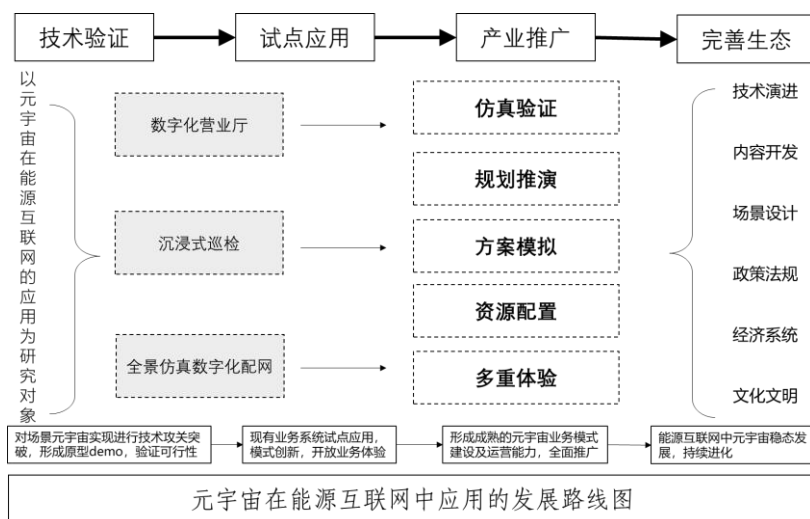 技术验证
试点应用
产业推广
完善生态
以元宇宙在能源互联网的应用为研究对象
数字化营业厅
沉浸式巡检
全景仿真数字化配网
仿真验证
规划推演
方案模拟
资源配置
多重体验
技术演进
内容开发
场景设计
政策法规
经济系统
文化文明
对场景元宇宙实现进行技术攻关突
破，形成原型demo，验证可行性
现有业务系统试点应用，
模式创新，开放业务体验
形成成熟的元宇宙业务模式
建设及运营能力，全面推广
能源互联网中元宇宙稳态发
展，持续进化
元宇宙在能源互联网中应用的发展路线图